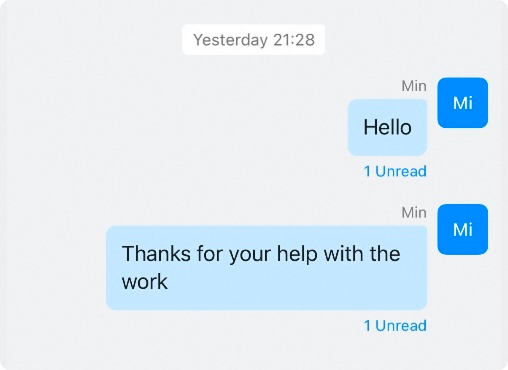 Yesterday 21:28
Min
Mi
Hello
1 Unread
Min
Mi
Thanks for your help with the
work
1 Unread